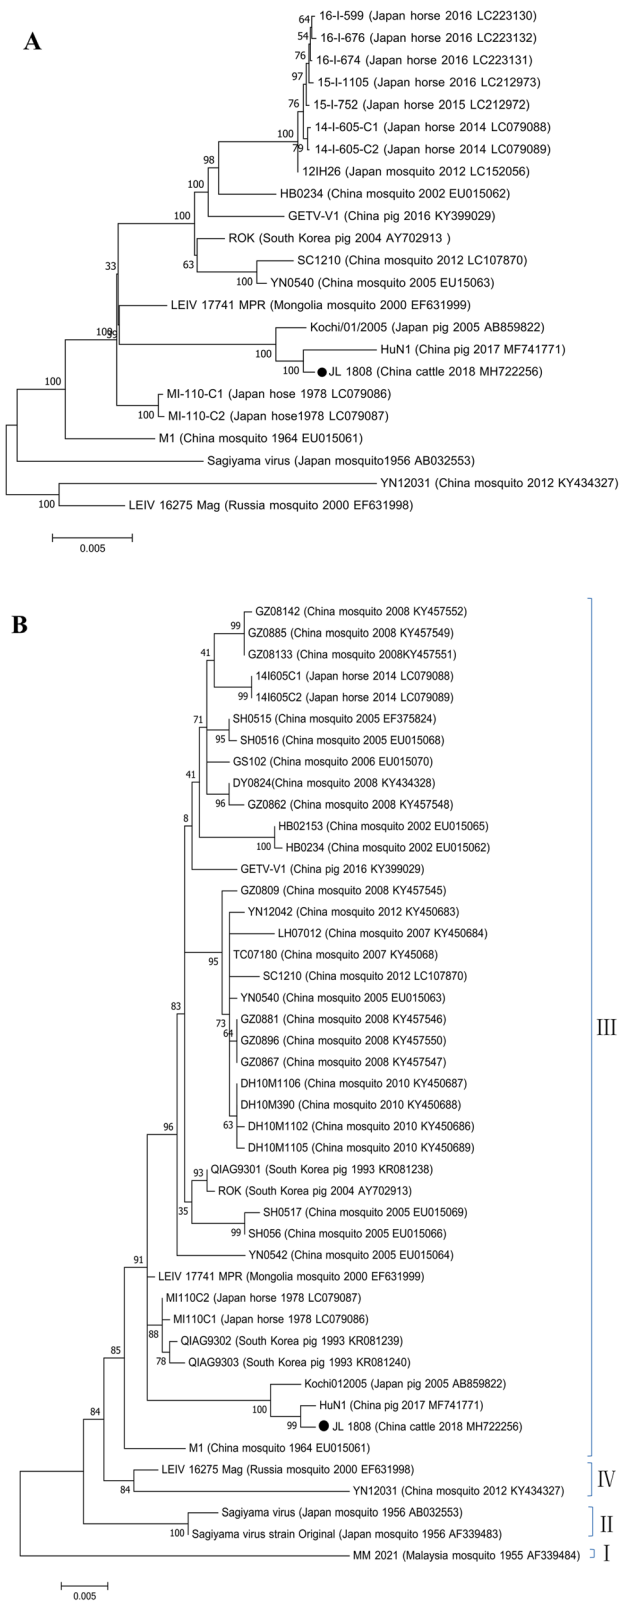 A
64
16-I-599 (Japan horse 2016 LC223130)
54
16-I-676 (Japan horse 2016 LC223132)
76
16-I-674 (Japan horse 2016 LC223131)
97
15-I-1105 (Japan horse 2016 LC212973)
76
15-I-752 (Japan horse 2015 LC212972)
100
14-I-605-C1 (Japan horse 2014 LC079088)
79
14-I-605-C2 (Japan horse 2014 LC079089)
98
12IH26 (Japan mosquito 2012 LC152056)
100
HB0234 (China mosquito 2002 EU015062)
100
GETV-V1 (China pig 2016 KY399029)
ROK (South Korea pig 2004 AY702913 )
33
63
SC1210 (China mosquito 2012 LC107870)
100
YN0540 (China mosquito 2005 EU15063)
LEIV 17741 MPR (Mongolia mosquito 2000 EF631999)
100
Kochi/01/2005 (Japan pig 2005 AB859822)
100
HuN1 (China pig 2017 MF741771)
100
JL 1808 (China cattle 2018 MH722256)
100
MI-110-C1 (Japan hose 1978 LC079086)
100
MI-110-C2 (Japan hose1978 LC079087)
M1 (China mosquito 1964 EU015061)
Sagiyama virus (Japan mosquito1956 AB032553)
YN12031 (China mosquito 2012 KY434327)
100
LEIV 16275 Mag (Russia mosquito 2000 EF631998)
0.005
B
GZ08142 (China mosquito 2008 KY457552)
99
GZ0885 (China mosquito 2008 KY457549)
41
GZ08133 (China mosquito 2008KY457551)
14I605C1 (Japan horse 2014 LC079088)
99
14I605C2 (Japan horse 2014 LC079089)
71
SH0515 (China mosquito 2005 EF375824)
95
SH0516 (China mosquito 2005 EU015068)
GS102 (China mosquito 2006 EU015070)
41
DY0824(China mosquito 2008 KY434328)
96
GZ0862 (China mosquito 2008 KY457548)
8
HB02153 (China mosquito 2002 EU015065)
100
HB0234 (China mosquito 2002 EU015062)
GETV-V1 (China pig 2016 KY399029)
GZ0809 (China mosquito 2008 KY457545)
YN12042 (China mosquito 2012 KY450683)
LH07012 (China mosquito 2007 KY450684)
95
TC07180 (China mosquito 2007 KY45068)
SC1210 (China mosquito 2012 LC107870)
83
YN0540 (China mosquito 2005 EU015063)
73
GZ0881 (China mosquito 2008 KY457546)
64
GZ0896 (China mosquito 2008 KY457550)
GZ0867 (China mosquito 2008 KY457547)
III
DH10M1106 (China mosquito 2010 KY450687)
DH10M390 (China mosquito 2010 KY450688)
63
DH10M1102 (China mosquito 2010 KY450686)
96
DH10M1105 (China mosquito 2010 KY450689)
93
QIAG9301 (South Korea pig 1993 KR081238)
ROK (South Korea pig 2004 AY702913)
35
SH0517 (China mosquito 2005 EU015069)
99
SH056 (China mosquito 2005 EU015066)
YN0542 (China mosquito 2005 EU015064)
91
LEIV 17741 MPR (Mongolia mosquito 2000 EF631999)
MI110C2 (Japan horse 1978 LC079087)
MI110C1 (Japan horse 1978 LC079086)
88
QIAG9302 (South Korea pig 1993 KR081239)
85
78
QIAG9303 (South Korea pig 1993 KR081240)
Kochi012005 (Japan pig 2005 AB859822)
100
HuN1 (China pig 2017 MF741771)
84
99
JL 1808 (China cattle 2018 MH722256)
M1 (China mosquito 1964 EU015061)
LEIV 16275 Mag (Russia mosquito 2000 EF631998)
IV
84
YN12031 (China mosquito 2012 KY434327)
Sagiyama virus (Japan mosquito 1956 AB032553)
II
100
Sagiyama virus strain Original (Japan mosquito 1956 AF339483)
MM 2021 (Malaysia mosquito 1955 AF339484)
I
0.005